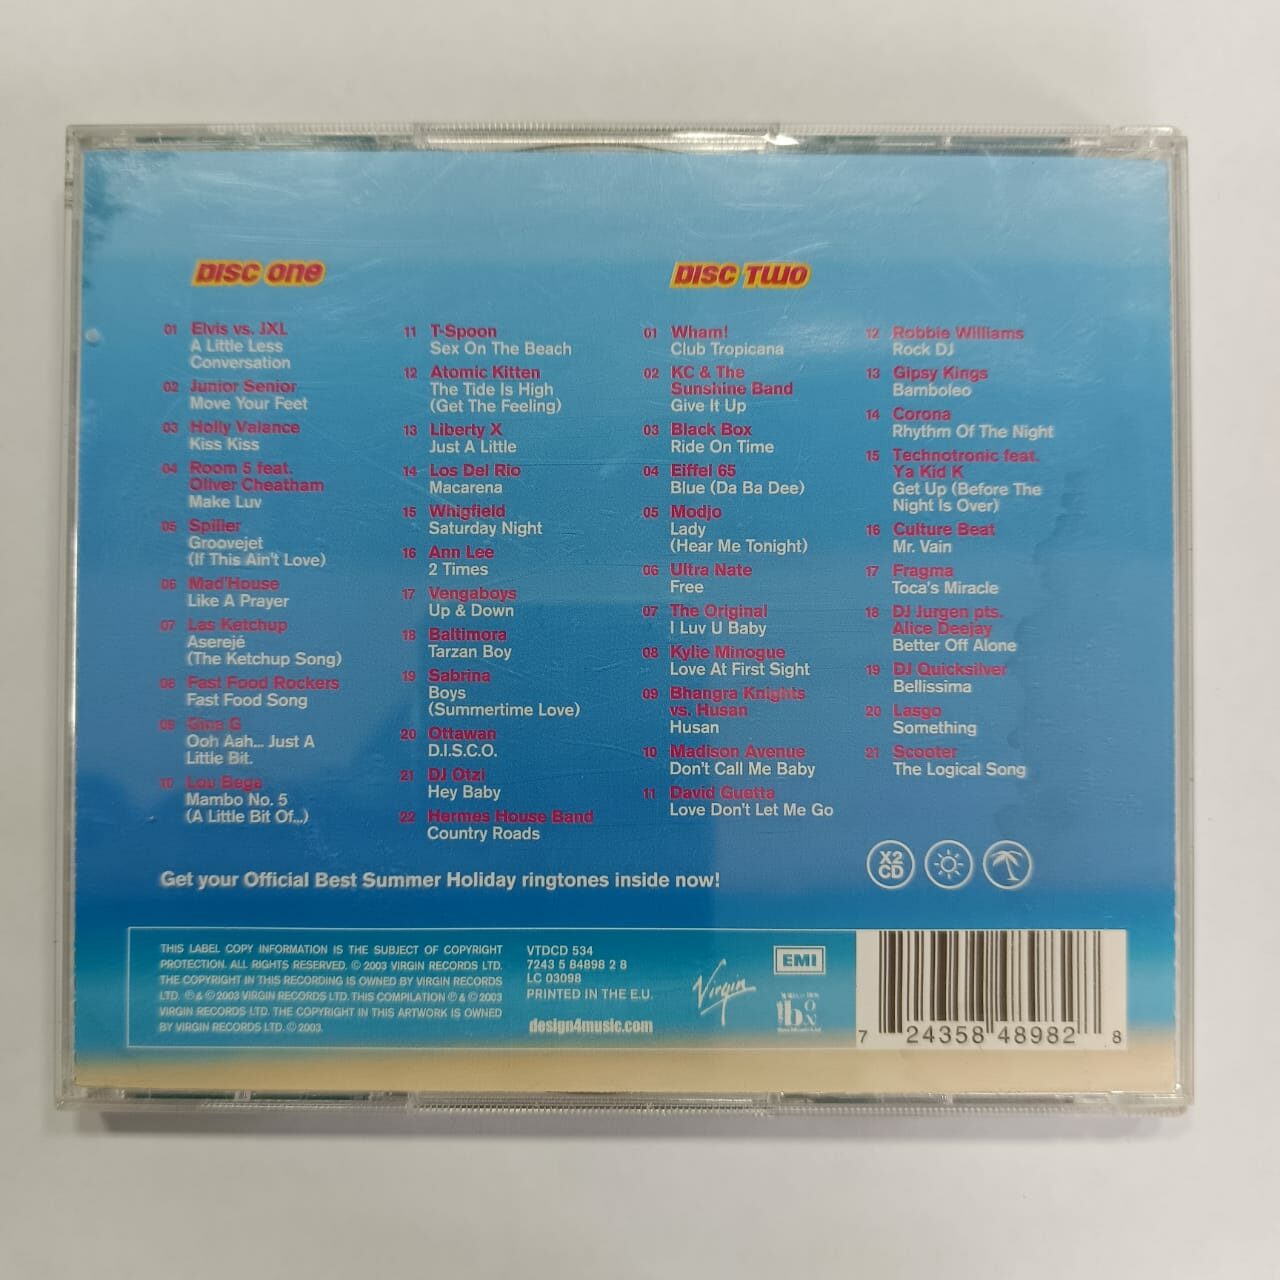 DISC ONE
01 Elvis vs. JXL
A Little Less
Conversation
02 Junior Senior
Move Your Feet
03 Holly Valance
Kiss Kiss
04 Room 5 feat.
Oliver Cheatham
Make Luv
05 Spiller
Groovejet
(If This Ain't Love)
06 Mad'House
Like A Prayer
07 Las Ketchup
Aserejé
(The Ketchup Song)
08 Fast Food Rockers
Fast Food Song
09 Gina G
Ooh Aah... Just A
Little Bit.
10 Lou Bega
Mambo No. 5
(A Little Bit Of...)
11 T-Spoon
Sex On The Beach
12 Atomic Kitten
The Tide Is High
(Get The Feeling)
13 Liberty X
Just A Little
14 Los Del Rio
Macarena
15 Whigfield
Saturday Night
16 Ann Lee
2 Times
17 Vengaboys
Up & Down
18 Baltimora
Tarzan Boy
19 Sabrina
Boys
(Summertime Love)
20 Ottawan
D.I.S.C.O.
21 DJ Otzi
Hey Baby
22 Hermes House Band
Country Roads
DISC TWO
01 Wham!
Club Tropicana
02 KC & The
Sunshine Band
Give It Up
03 Black Box
Ride On Time
04 Eiffel 65
Blue (Da Ba Dee)
05 Modjo
Lady
(Hear Me Tonight)
06 Ultra Nate
Free
07 The Original
I Luv U Baby
08 Kylie Minogue
Love At First Sight
09 Bhangra Knights
vs. Husan
Husan
10 Madison Avenue
Don't Call Me Baby
11 David Guetta
Love Don't Let Me Go
12 Robbie Williams
Rock DJ
13 Gipsy Kings
Bamboleo
14 Corona
Rhythm Of The Night
15 Technotronic feat.
Ya Kid K
Get Up (Before The
Night Is Over)
16 Culture Beat
Mr. Vain
17 Fragma
Toca's Miracle
18 DJ Jurgen pts.
Alice Deejay
Better Off Alone
19 DJ Quicksilver
Bellissima
20 Lasgo
Something
21 Scooter
The Logical Song
X2
CD
Get your Official Best Summer Holiday ringtones inside now!
THIS LABEL COPY INFORMATION IS THE SUBJECT OF COPYRIGHT
PROTECTION. ALL RIGHTS RESERVED. © 2003 VIRGIN RECORDS LTD.
THE COPYRIGHT IN THIS RECORDING IS OWNED BY VIRGIN RECORDS
LTD. ℗ & © 2003 VIRGIN RECORDS LTD. THIS COMPILATION ℗ & © 2003
VIRGIN RECORDS LTD. THE COPYRIGHT IN THIS ARTWORK IS OWNED
BY VIRGIN RECORDS LTD. © 2003.
VTDCD 534
7243 5 84898 2 8
LC 03098
PRINTED IN THE E.U.
design4music.com
Virgin
EMI
box
7 24358 48982 8